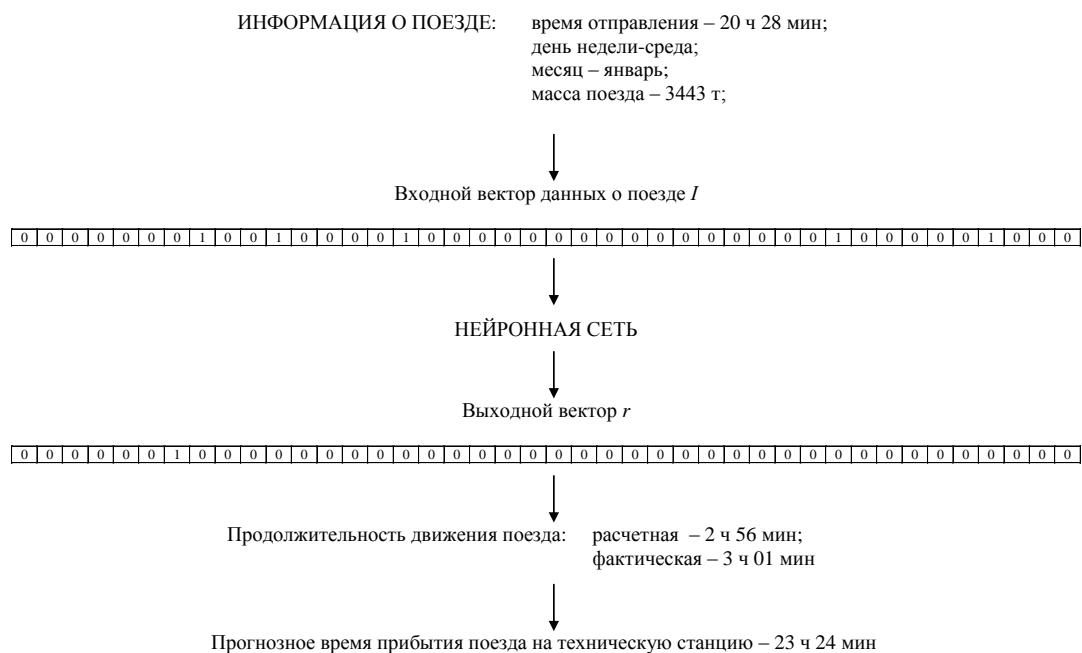 ИНФОРМАЦИЯ О ПОЕЗДЕ: время отправления – 20 ч 28 мин;
день недели-среда;
месяц – январь;
масса поезда – 3443 т;
Входной вектор данных о поезде I
0 0 0 0 0 0 0 1 0 0 1 0 0 0 0 1 0 0 0 0 0 0 0 0 0 0 0 0 0 0 0 0 1 0 0 0 0 0 1 0 0 0
НЕЙРОННАЯ СЕТЬ
Выходной вектор r
0 0 0 0 0 0 1 0 0 0 0 0 0 0 0 0 0 0 0 0 0 0 0 0 0 0 0 0 0 0 0 0 0 0 0 0 0 0 0 0 0 0
Продолжительность движения поезда: расчетная – 2 ч 56 мин;
фактическая – 3 ч 01 мин
Прогнозное время прибытия поезда на техническую станцию – 23 ч 24 мин